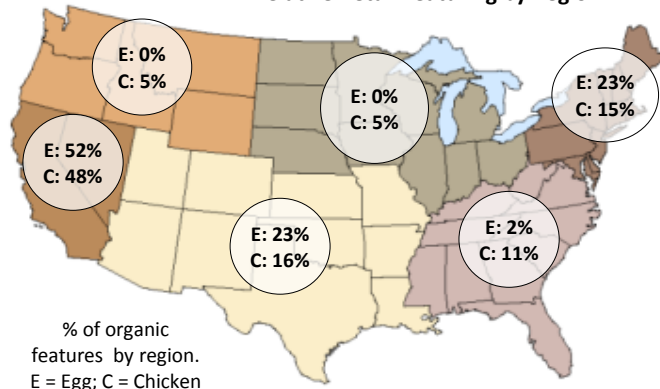 E: 0%
C: 5%
E: 0%
C: 5%
E: 23%
C: 15%
E: 52%
C: 48%
E: 23%
C: 16%
E: 2%
C: 11%
% of organic
features by region.
E = Egg; C = Chicken